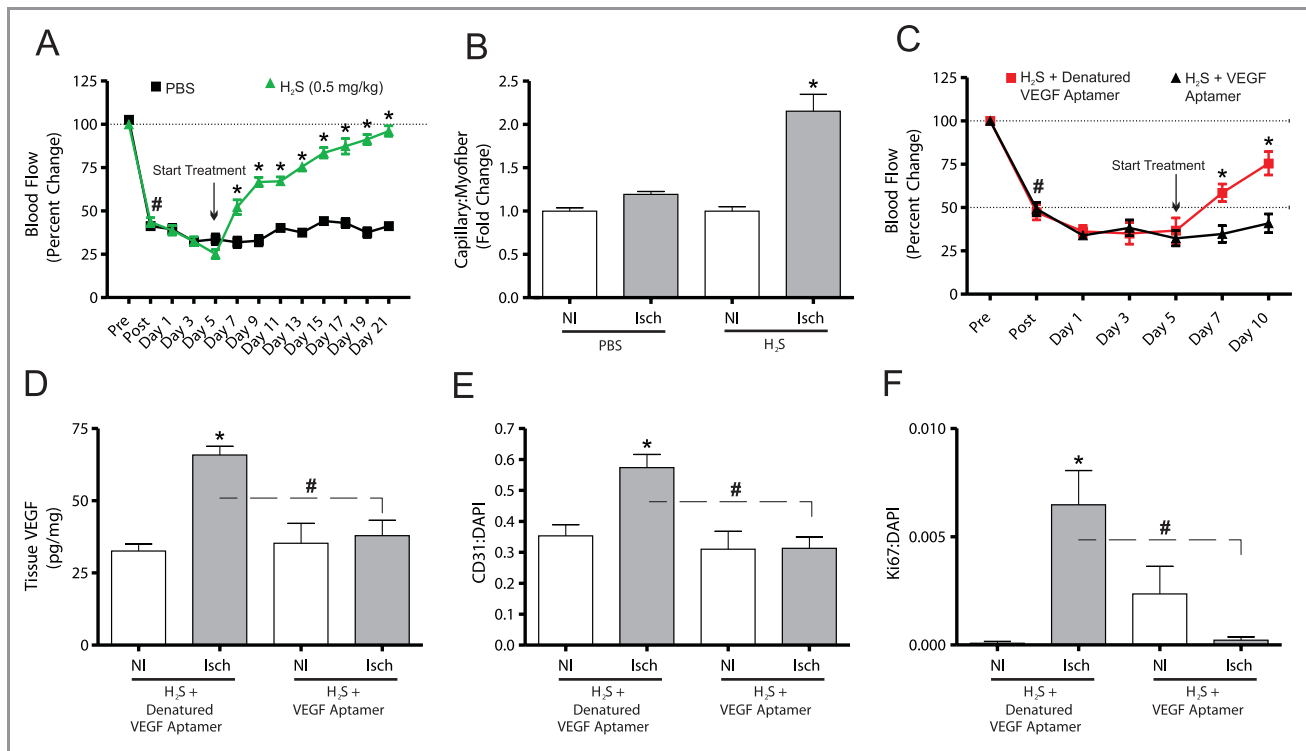 A
PBS
H₂S (0.5 mg/kg)
Blood Flow
(Percent Change)
125
100
75
50
25
0
Start Treatment
#
*
*
*
*
*
*
*
*
Pre
Post
Day 1
Day 3
Day 5
Day 7
Day 9
Day 11
Day 13
Day 15
Day 17
Day 19
Day 21
B
Capillary:Myofiber
(Fold Change)
2.5
2.0
1.5
1.0
0.5
0.0
*
NI
Isch
NI
Isch
PBS
H₂S
C
H₂S + Denatured
VEGF Aptamer
H₂S + VEGF
Aptamer
Blood Flow
(Percent Change)
125
100
75
50
25
0
Start Treatment
#
*
*
Pre
Post
Day 1
Day 3
Day 5
Day 7
Day 10
D
Tissue VEGF
(pg/mg)
75
50
25
0
*
#
NI
Isch
NI
Isch
H₂S +
Denatured
VEGF Aptamer
H₂S +
VEGF Aptamer
E
CD31:DAPI
0.7
0.6
0.5
0.4
0.3
0.2
0.1
0.0
*
#
NI
Isch
NI
Isch
H₂S +
Denatured
VEGF Aptamer
H₂S +
VEGF Aptamer
F
Ki67:DAPI
0.010
0.005
0.000
*
#
NI
Isch
NI
Isch
H₂S +
Denatured
VEGF Aptamer
H₂S +
VEGF Aptamer